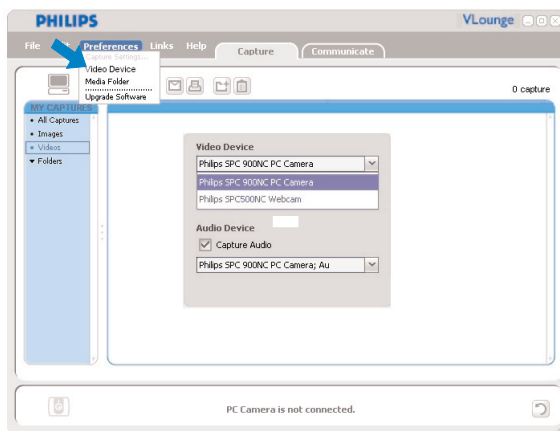 PHILIPS
VLounge
File Preferences Links Help Capture Communicate
Capture Settings...
Video Device
Media Folder
Upgrade Software
0 capture
MY CAPTURES
All Captures
Images
Videos
Folders
Video Device
Philips SPC 900NC PC Camera
Philips SPC 900NC PC Camera
Philips SPC500NC Webcam
Audio Device
Capture Audio
Philips SPC 900NC PC Camera; Au
PC Camera is not connected.